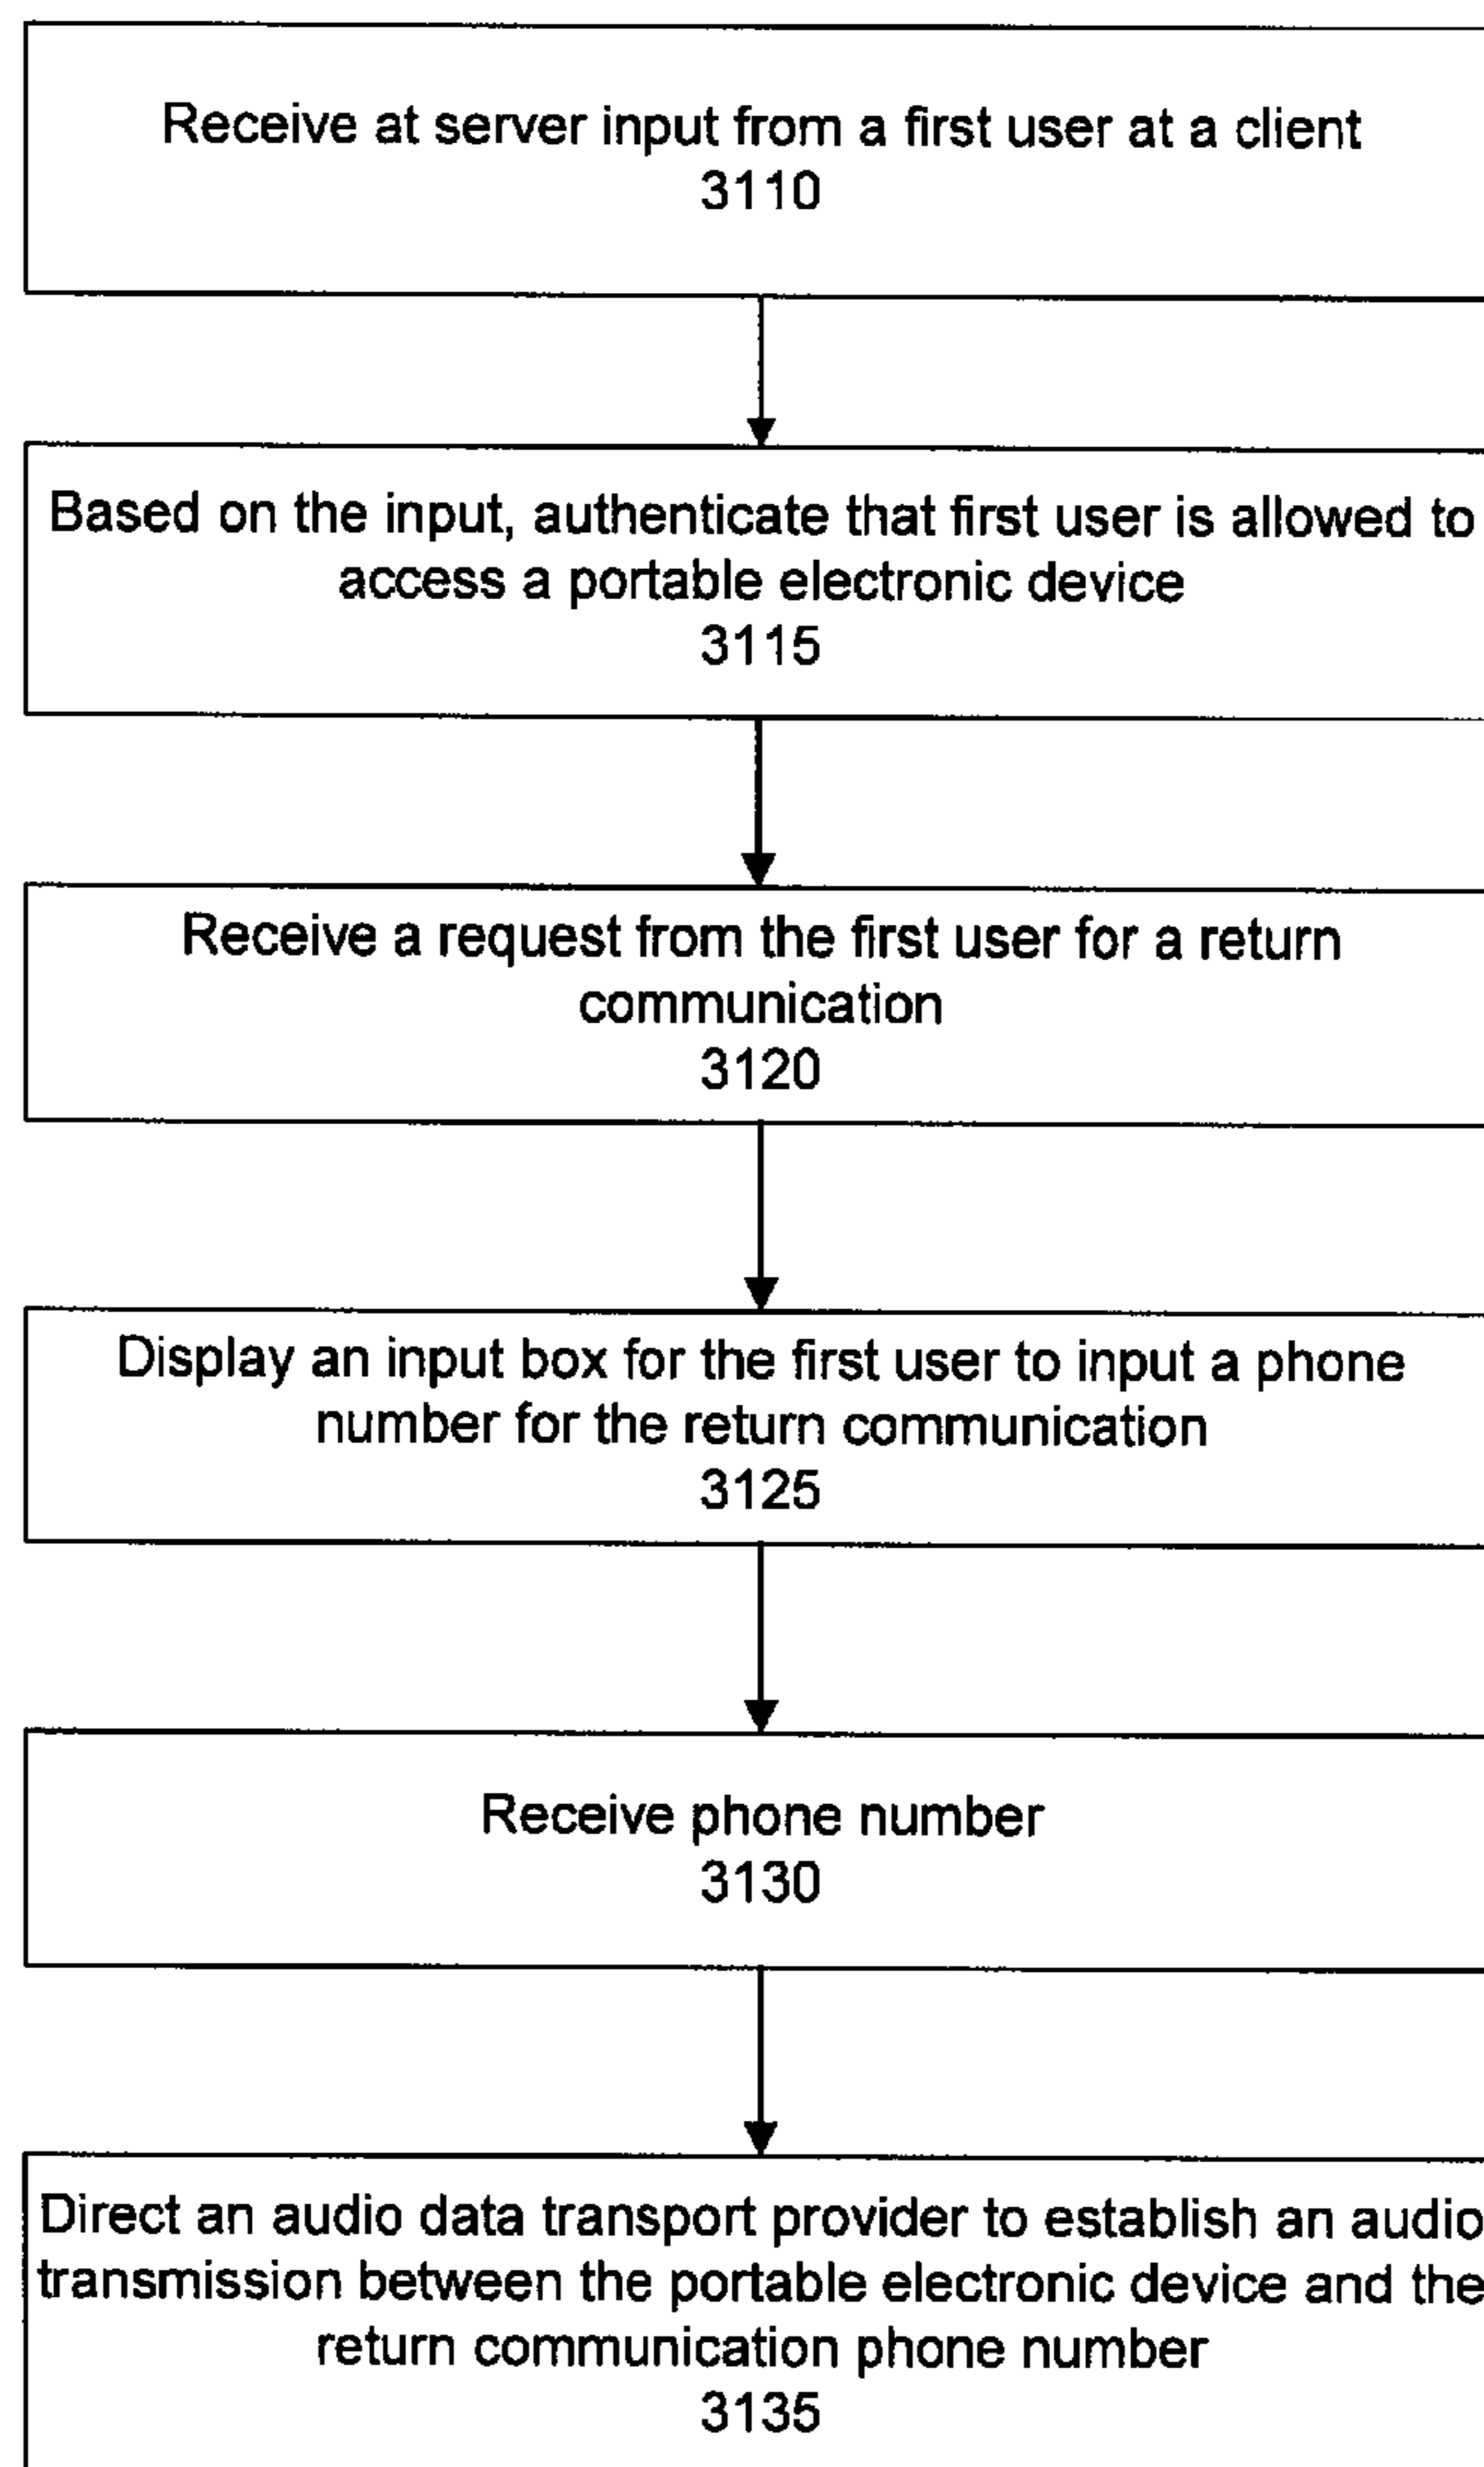 Receive at server input from a first user at a client
3110
Based on the input, authenticate that first user is allowed to
access a portable electronic device
3115
Receive a request from the first user for a return
communication
3120
Display an input box for the first user to input a phone
number for the return communication
3125
Receive phone number
3130
Direct an audio data transport provider to establish an audio
transmission between the portable electronic device and the
return communication phone number
3135